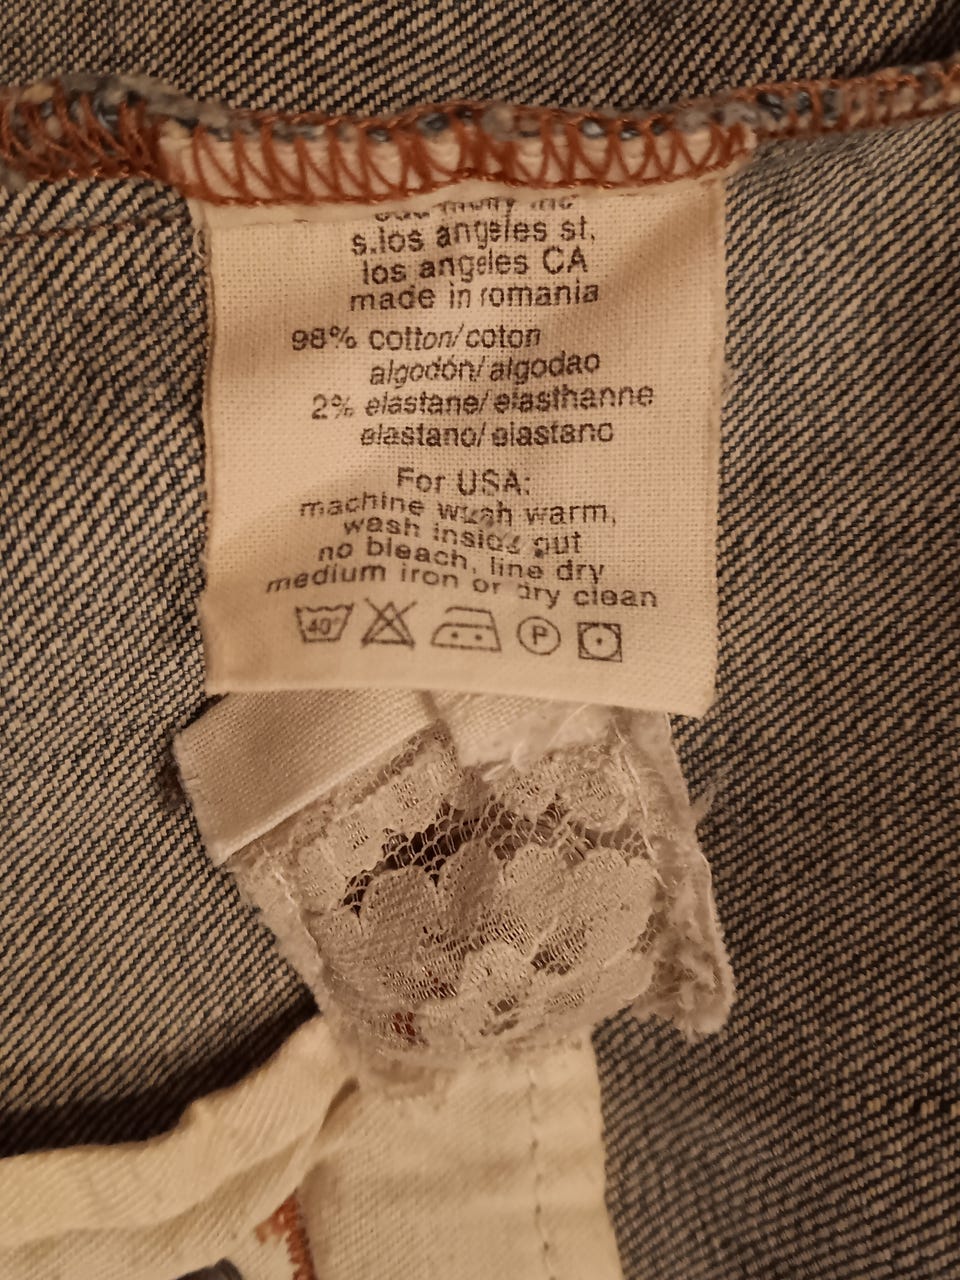 s.los angeles st.
los angeles CA
made in romania
98% cotton/coton
algodón/algodao
2% elastane/elasthanne
elastano/elastano
For USA:
machine wash warm,
wash inside out
no bleach, line dry
medium iron or dry clean
40° P